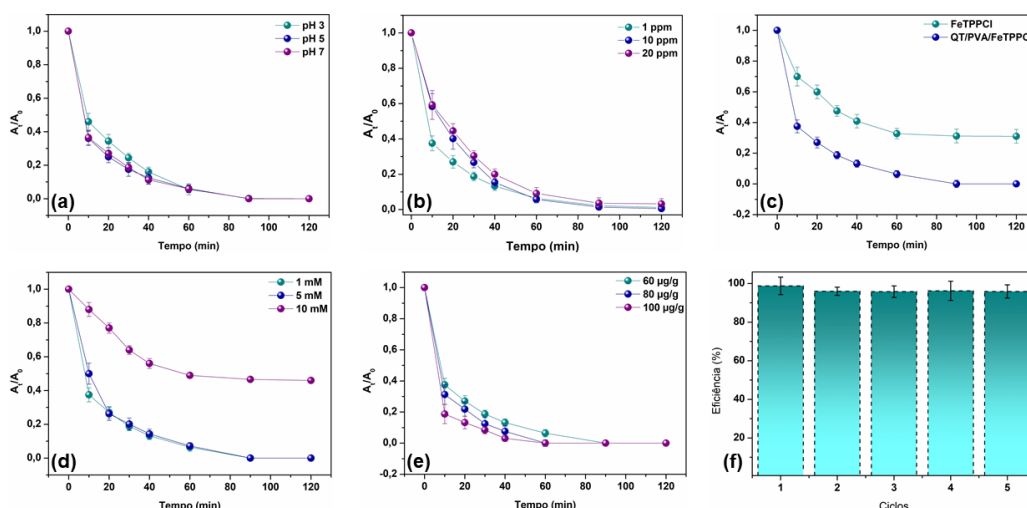 pH 3
pH 5
pH 7
1,0
0,8
0,6
0,4
0,2
0,0
At/A0
0 20 40 60 80 100 120
Tempo (min)
(a)
1 ppm
10 ppm
20 ppm
1,0
0,8
0,6
0,4
0,2
0,0
At/A0
0 20 40 60 80 100 120
Tempo (min)
(b)
FeTPPCl
QT/PVA/FeTPPC
1,0
0,8
0,6
0,4
0,2
0,0
-0,2
At/A0
0 20 40 60 80 100 120
Tempo (min)
(c)
1 mM
5 mM
10 mM
1,0
0,8
0,6
0,4
0,2
0,0
At/A0
0 20 40 60 80 100 120
Tempo (min)
(d)
60 µg/g
80 µg/g
100 µg/g
1,0
0,8
0,6
0,4
0,2
0,0
-0,2
At/A0
0 20 40 60 80 100 120
Tempo (min)
(e)
100
80
60
40
20
Eficiência (%)
1 2 3 4 5
Ciclos
(f)